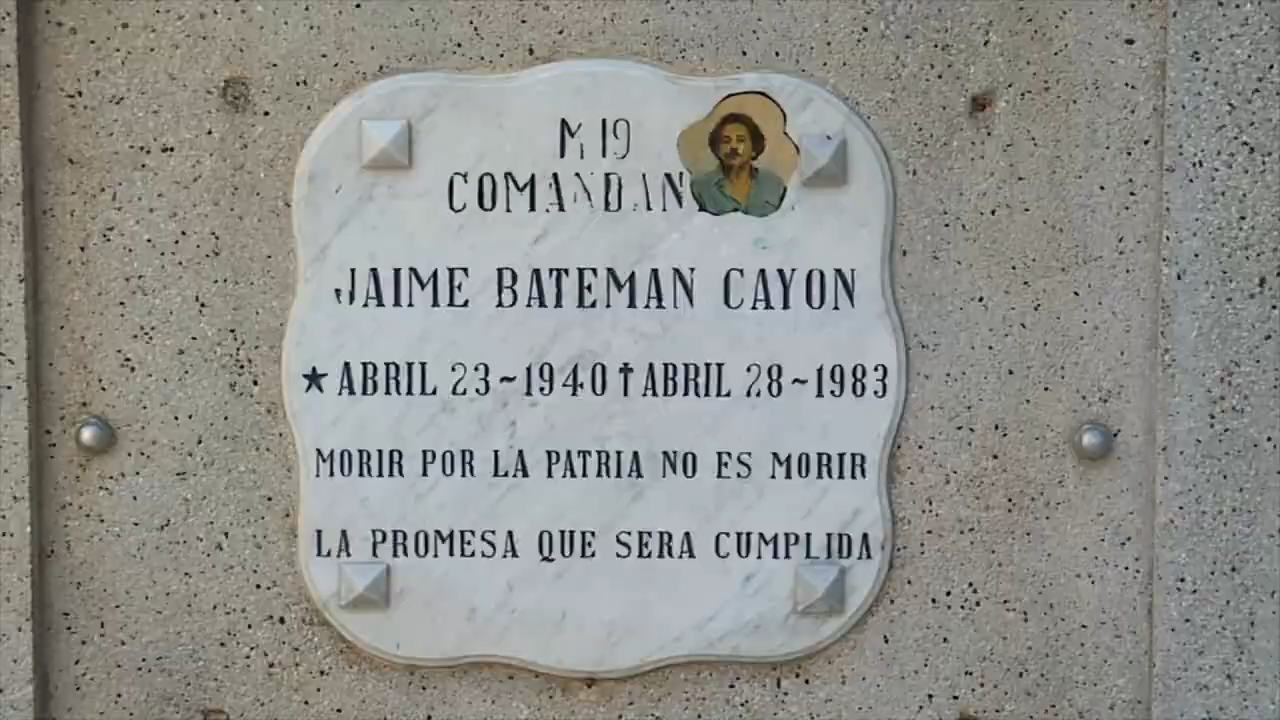 M 19
COMANDAN
JAIME BATEMAN CAYON
★ ABRIL 23~1940 † ABRIL 28~1983
MORIR POR LA PATRIA NO ES MORIR
LA PROMESA QUE SERA CUMPLIDA